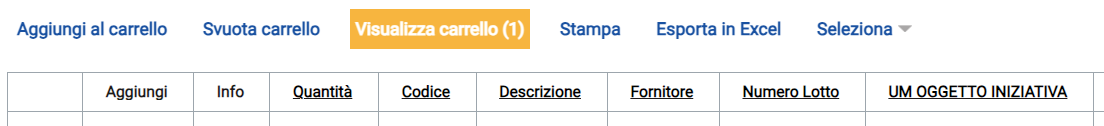 Aggiungi al carrello Svuota carrello Visualizza carrello (1) Stampa Esporta in Excel Seleziona
Aggiungi Info Quantità Codice Descrizione Fornitore Numero Lotto UM OGGETTO INIZIATIVA